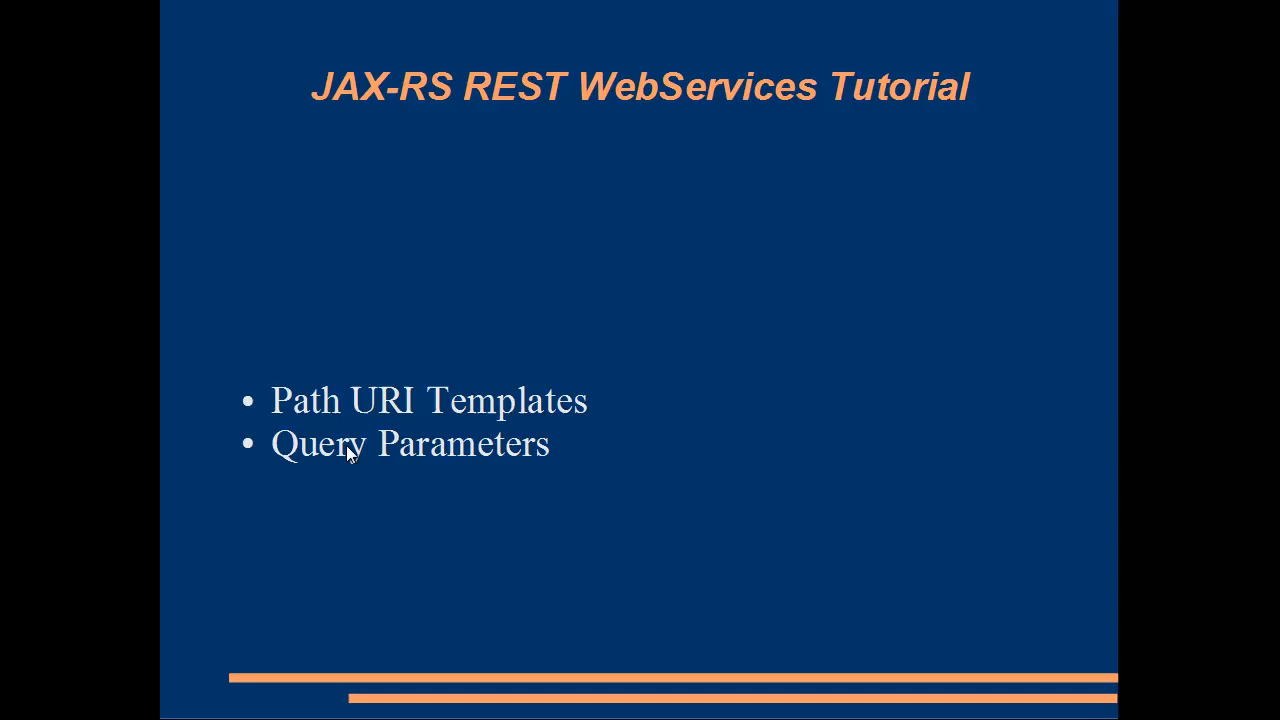 JAX-RS REST WebServices Tutorial
• Path URI Templates
• Query Parameters